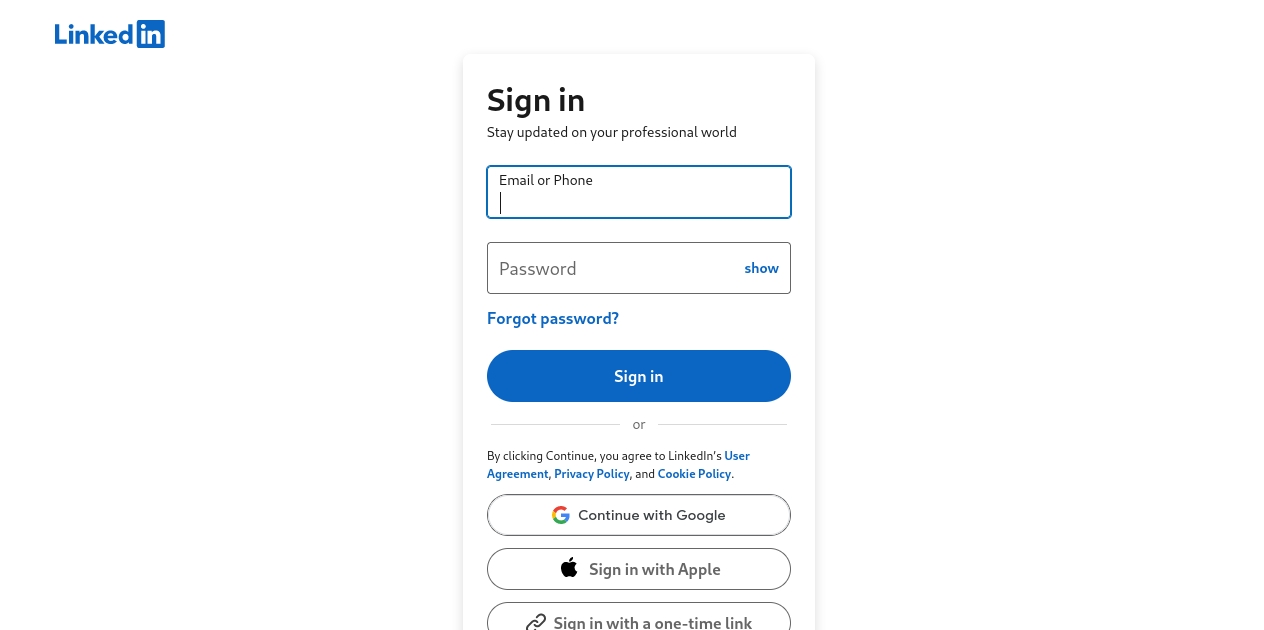 Linked in
Sign in
Stay updated on your professional world
Email or Phone
Password
show
Forgot password?
Sign in
or
By clicking Continue, you agree to LinkedIn's User
Agreement, Privacy Policy, and Cookie Policy.
Continue with Google
Sign in with Apple
Sign in with a one-time link